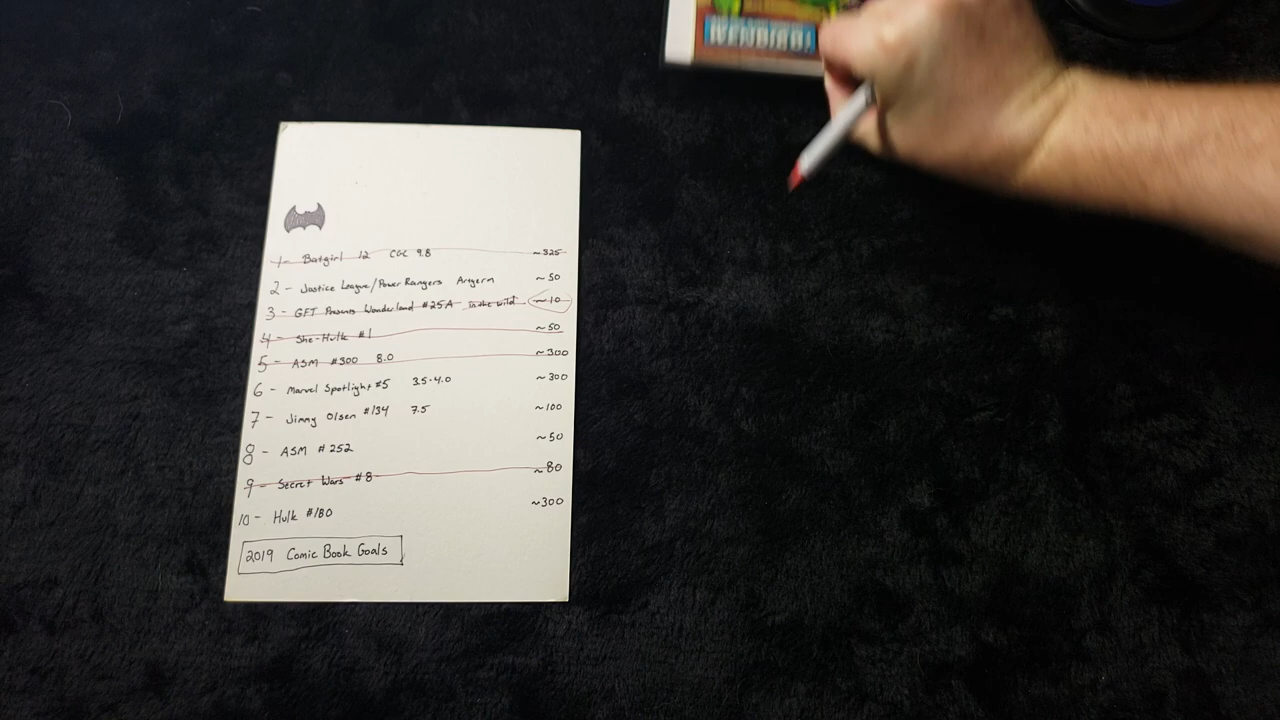 WENDIGO!
1- Batgirl 12 CGC 9.8 ~325
2- Justice League/Power Rangers Artgerm ~50
3- GFT Presents Wonderland #25A in the wild ~10
4- She-Hulk #1 ~50
5- ASM #300 8.0 ~300
6- Marvel Spotlight #5 3.5-4.0 ~300
7- Jimmy Olsen #134 7.5 ~100
8- ASM #252 ~50
9- Secret Wars #8 ~80
10- Hulk #180 ~300
2019 Comic Book Goals